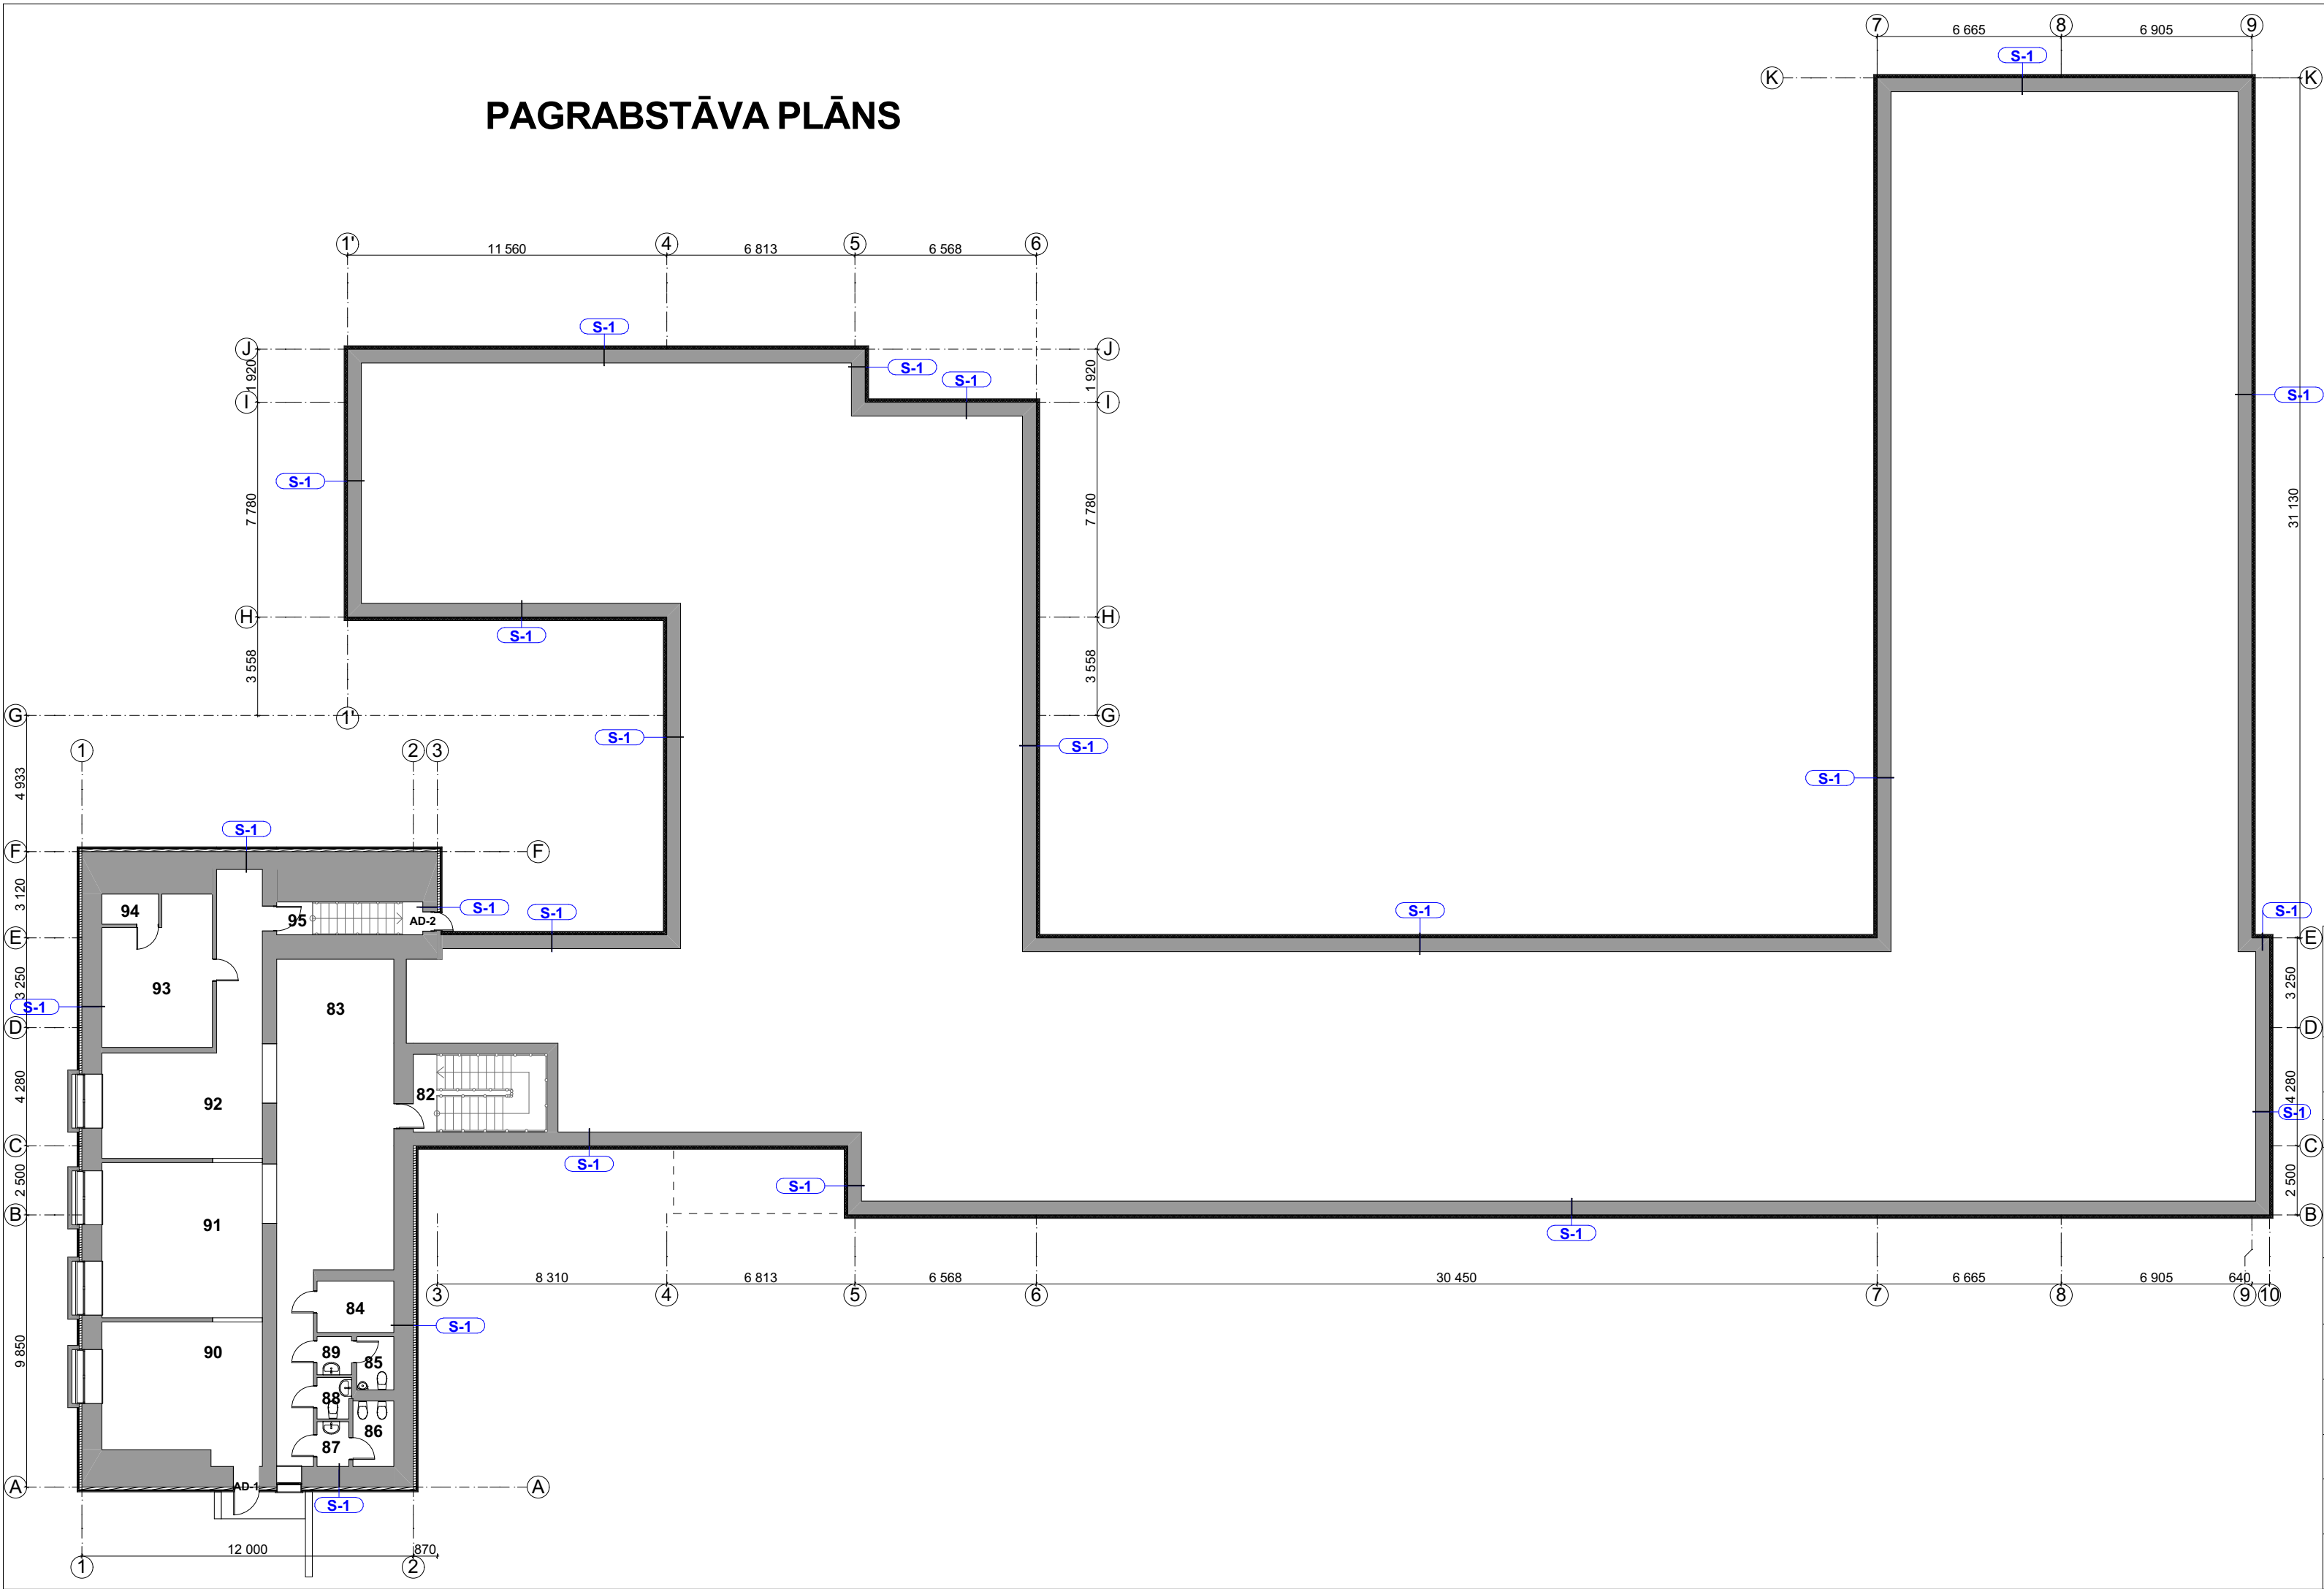 7 6 665 8 6 905 9
S-1
K K
PAGRABSTĀVA PLĀNS
1' 11 560 4 6 813 5 6 568 6
S-1
J J
1 920 S-1 1 920
S-1
I I
S-1
S-1
7 780 7 780 31 130
H H
S-1
3 558 3 558
G 1' G
S-1 S-1
1 2 3
S-1
4 933
S-1
F F
3 120 94 95 AD-2 S-1 S-1 S-1 S-1
E E
3 250 93 83 3 250
S-1
D D
4 280 92 82 4 280
S-1
C C
S-1
2 500 S-1 2 500
91
B B
S-1
3 8 310 4 6 813 5 6 568 6 30 450 7 6 665 8 6 905 9 640 10
84
S-1
9 850 90 89 85
88
86
87
A AD-1 A
S-1
1 12 000 2 870